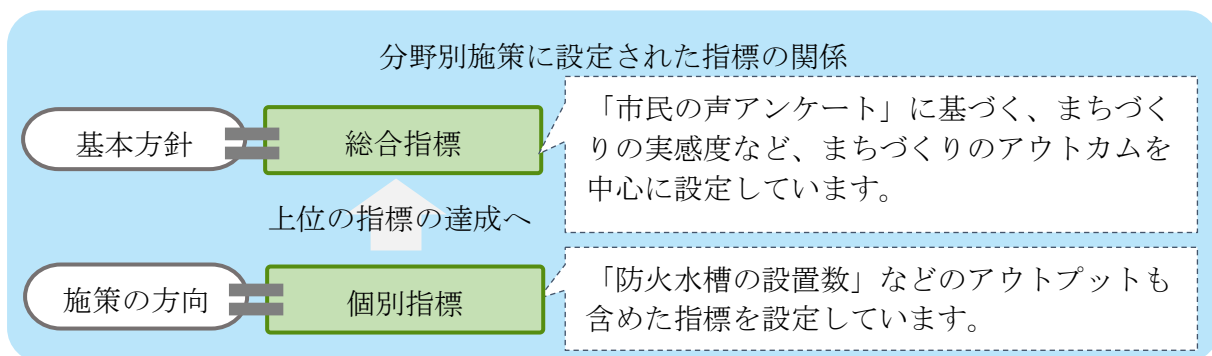 分野別施策に設定された指標の関係
基本方針
総合指標
「市民の声アンケート」に基づく、まちづく
りの実感度など、まちづくりのアウトカムを
中心に設定しています。
上位の指標の達成へ
施策の方向
個別指標
「防火水槽の設置数」などのアウトプットも
含めた指標を設定しています。